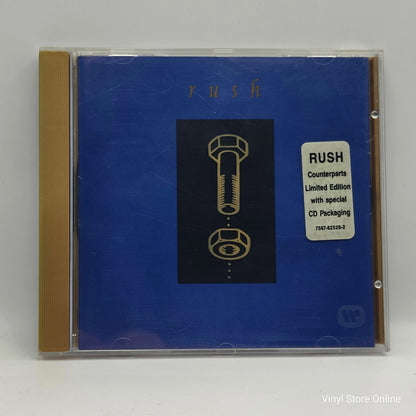 rush
RUSH
Counterparts
Limited Edition
with special
CD Packaging
7567-82528-2
Vinyl Store Online